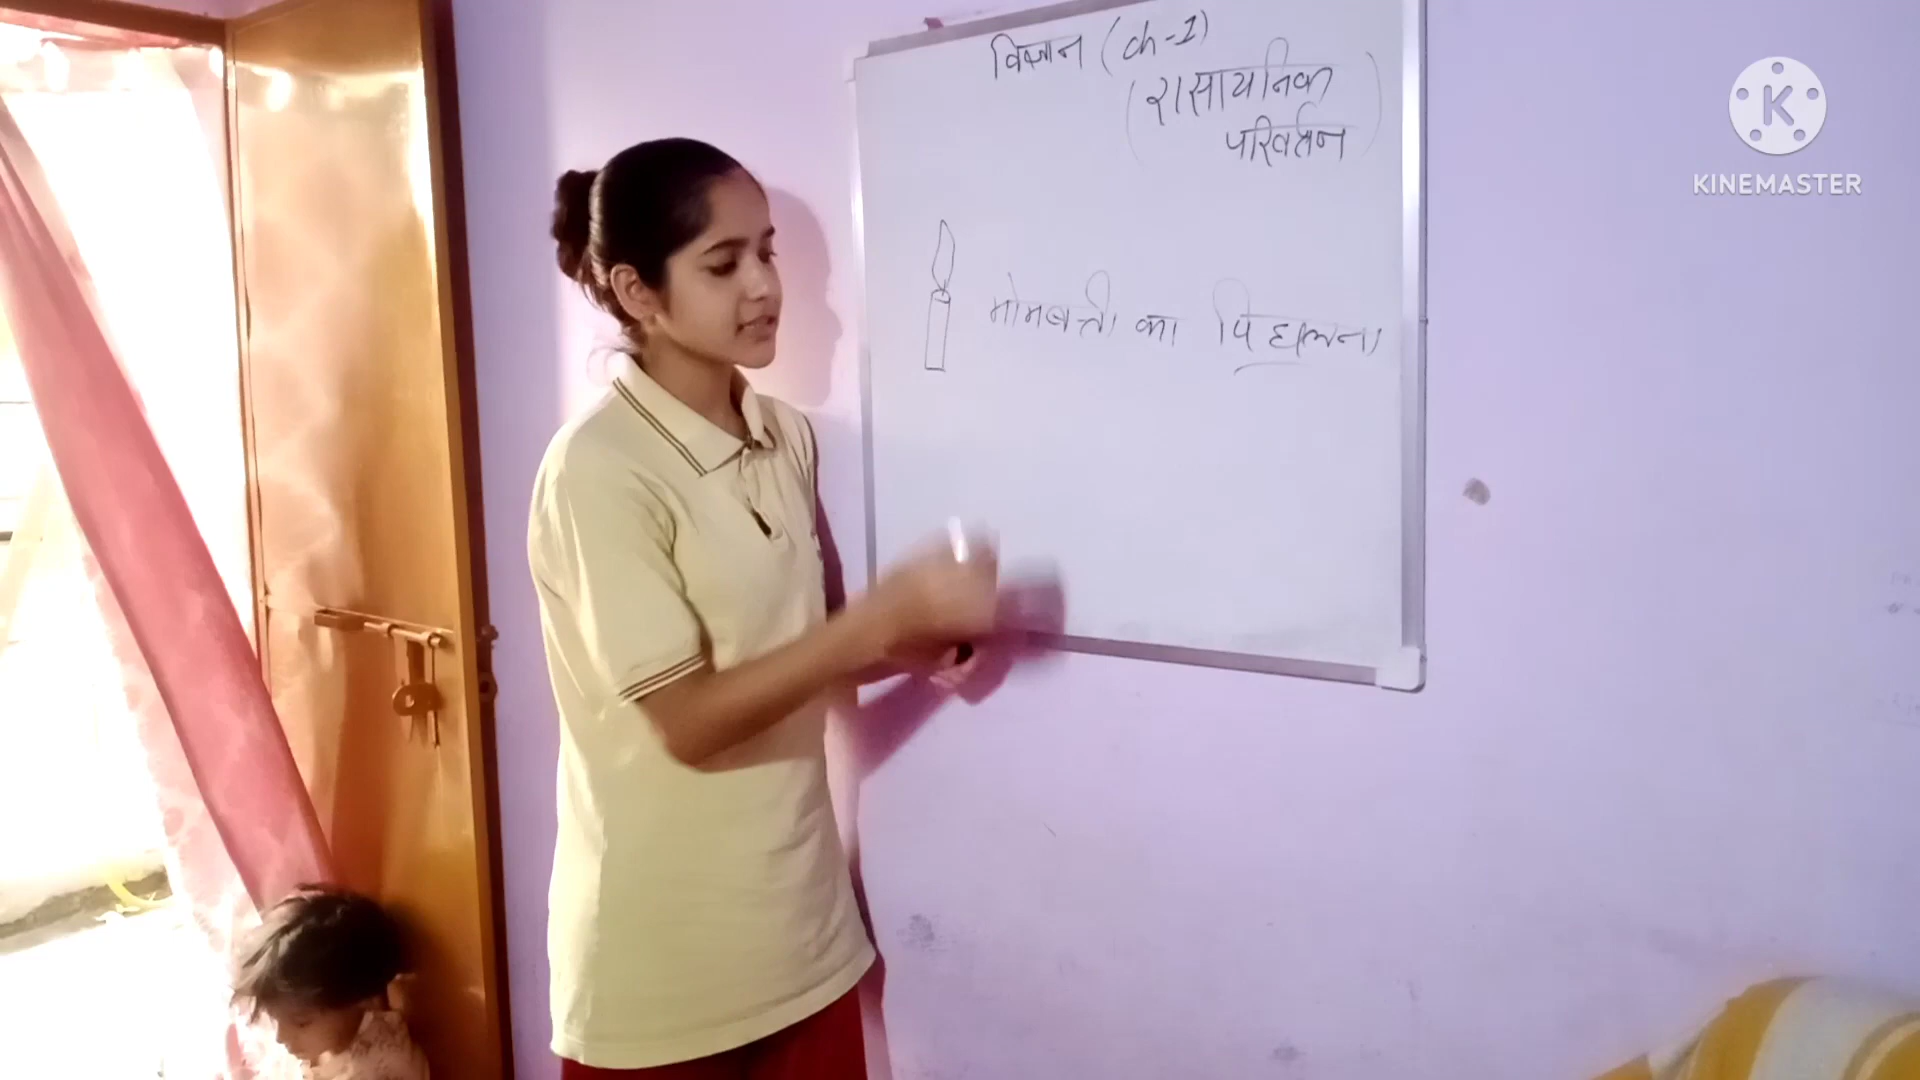 विज्ञान (ch-1)
(रासायनिक
परिवर्तन)
मोमबत्ती का पिघलना
KINEMASTER